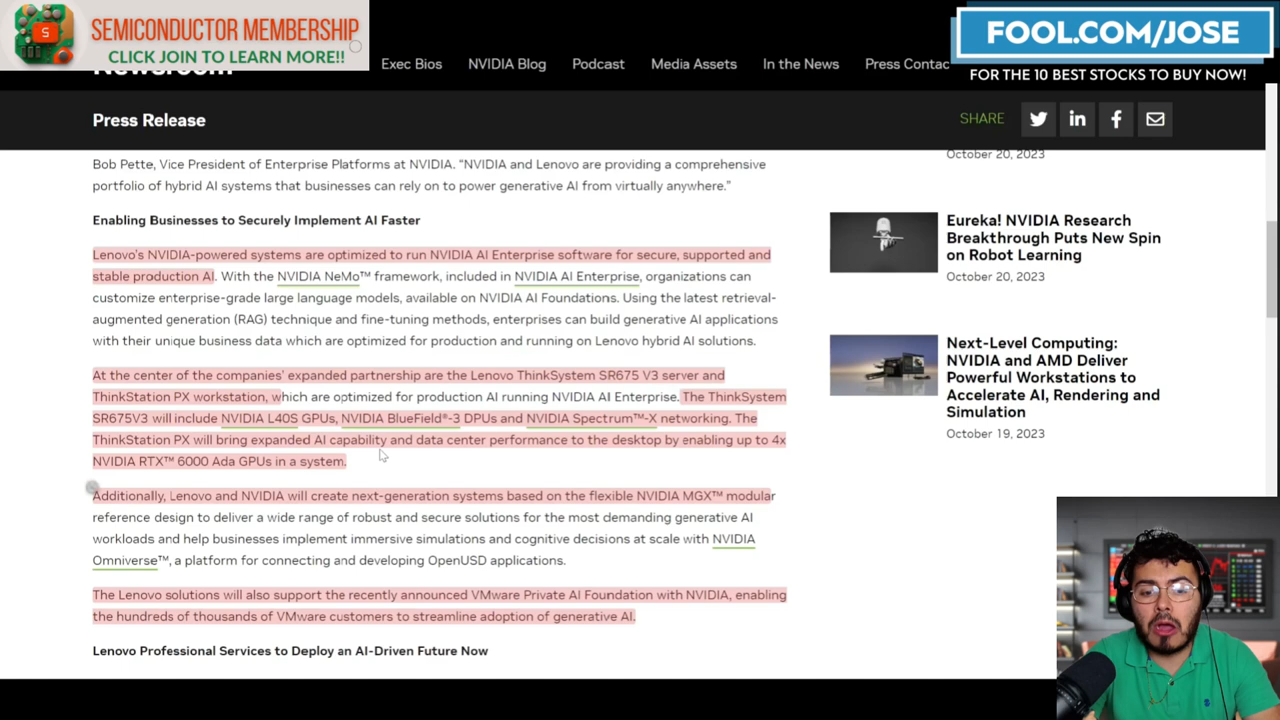 SEMICONDUCTOR MEMBERSHIP
CLICK JOIN TO LEARN MORE!!
S
Exec Bios NVIDIA Blog Podcast Media Assets In the News Press Contac
FOOL.COM/JOSE
FOR THE 10 BEST STOCKS TO BUY NOW!
Newsroom
Press Release
SHARE
Bob Pette, Vice President of Enterprise Platforms at NVIDIA. “NVIDIA and Lenovo are providing a comprehensive
portfolio of hybrid AI systems that businesses can rely on to power generative AI from virtually anywhere.”
Enabling Businesses to Securely Implement AI Faster
Lenovo’s NVIDIA-powered systems are optimized to run NVIDIA AI Enterprise software for secure, supported and
stable production AI. With the NVIDIA NeMo™ framework, included in NVIDIA AI Enterprise, organizations can
customize enterprise-grade large language models, available on NVIDIA AI Foundations. Using the latest retrieval-
augmented generation (RAG) technique and fine-tuning methods, enterprises can build generative AI applications
with their unique business data which are optimized for production and running on Lenovo hybrid AI solutions.
At the center of the companies’ expanded partnership are the Lenovo ThinkSystem SR675 V3 server and
ThinkStation PX workstation, which are optimized for production AI running NVIDIA AI Enterprise. The ThinkSystem
SR675V3 will include NVIDIA L40S GPUs, NVIDIA BlueField®-3 DPUs and NVIDIA Spectrum™-X networking. The
ThinkStation PX will bring expanded AI capability and data center performance to the desktop by enabling up to 4x
NVIDIA RTX™ 6000 Ada GPUs in a system.
Additionally, Lenovo and NVIDIA will create next-generation systems based on the flexible NVIDIA MGX™ modular
reference design to deliver a wide range of robust and secure solutions for the most demanding generative AI
workloads and help businesses implement immersive simulations and cognitive decisions at scale with NVIDIA
Omniverse™, a platform for connecting and developing OpenUSD applications.
The Lenovo solutions will also support the recently announced VMware Private AI Foundation with NVIDIA, enabling
the hundreds of thousands of VMware customers to streamline adoption of generative AI.
Lenovo Professional Services to Deploy an AI-Driven Future Now
October 20, 2023
Eureka! NVIDIA Research
Breakthrough Puts New Spin
on Robot Learning
October 20, 2023
Next-Level Computing:
NVIDIA and AMD Deliver
Powerful Workstations to
Accelerate AI, Rendering and
Simulation
October 19, 2023